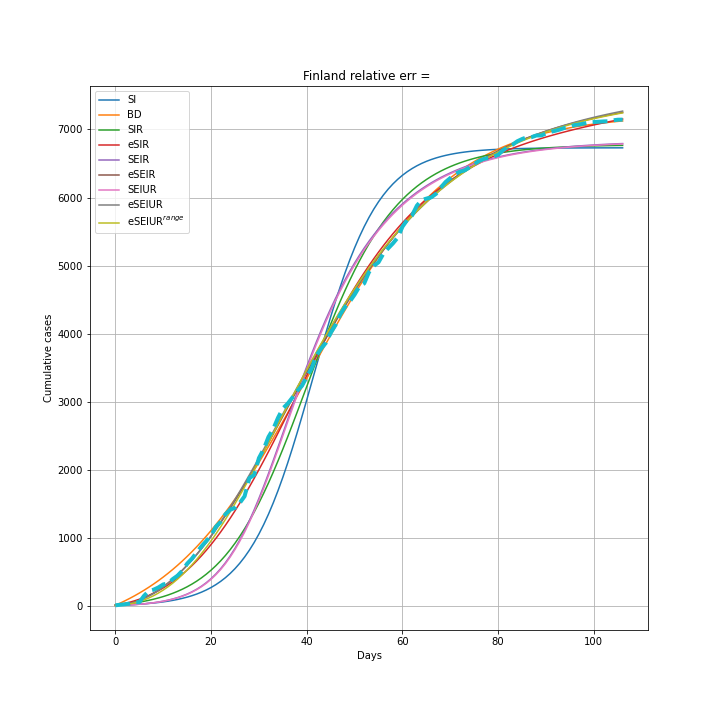 Finland relative err =
SI
BD
SIR
eSIR
SEIR
eSEIR
SEIUR
eSEIUR
eSEIUR^range
7000
6000
5000
4000
3000
2000
1000
0
Cumulative cases
0 20 40 60 80 100
Days